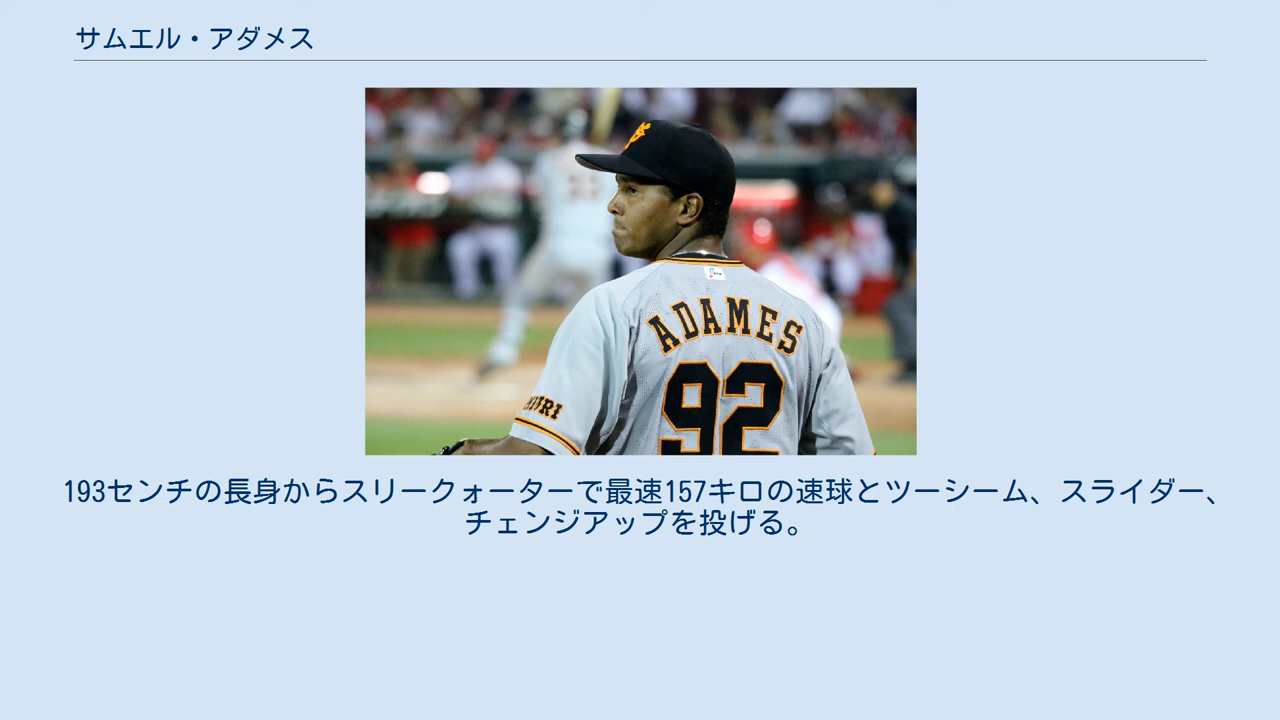 サムエル・アダメス
ADAMES
92
193センチの長身からスリークォーターで最速157キロの速球とツーシーム、スライダー、
チェンジアップを投げる。